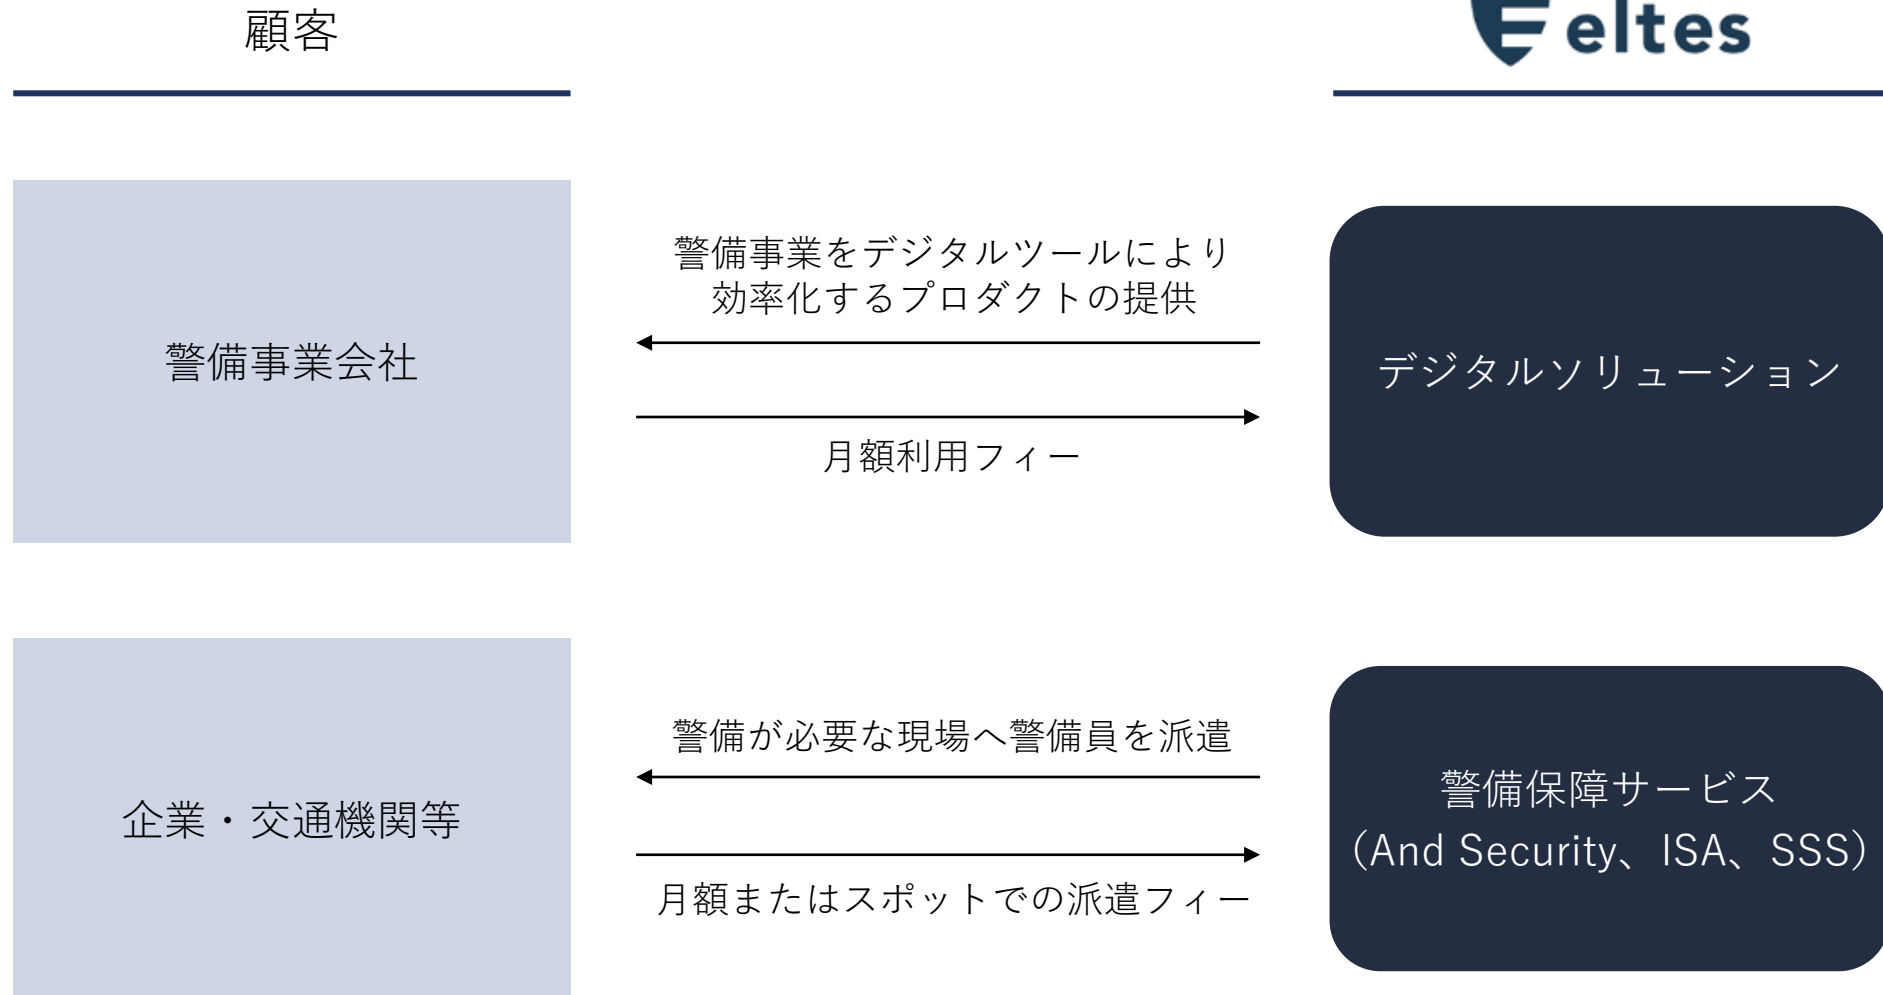 顧客
eltes
警備事業会社
警備事業をデジタルツールにより
効率化するプロダクトの提供
月額利用フィー
デジタルソリューション
企業・交通機関等
警備が必要な現場へ警備員を派遣
月額またはスポットでの派遣フィー
警備保障サービス
（And Security、ISA、SSS）